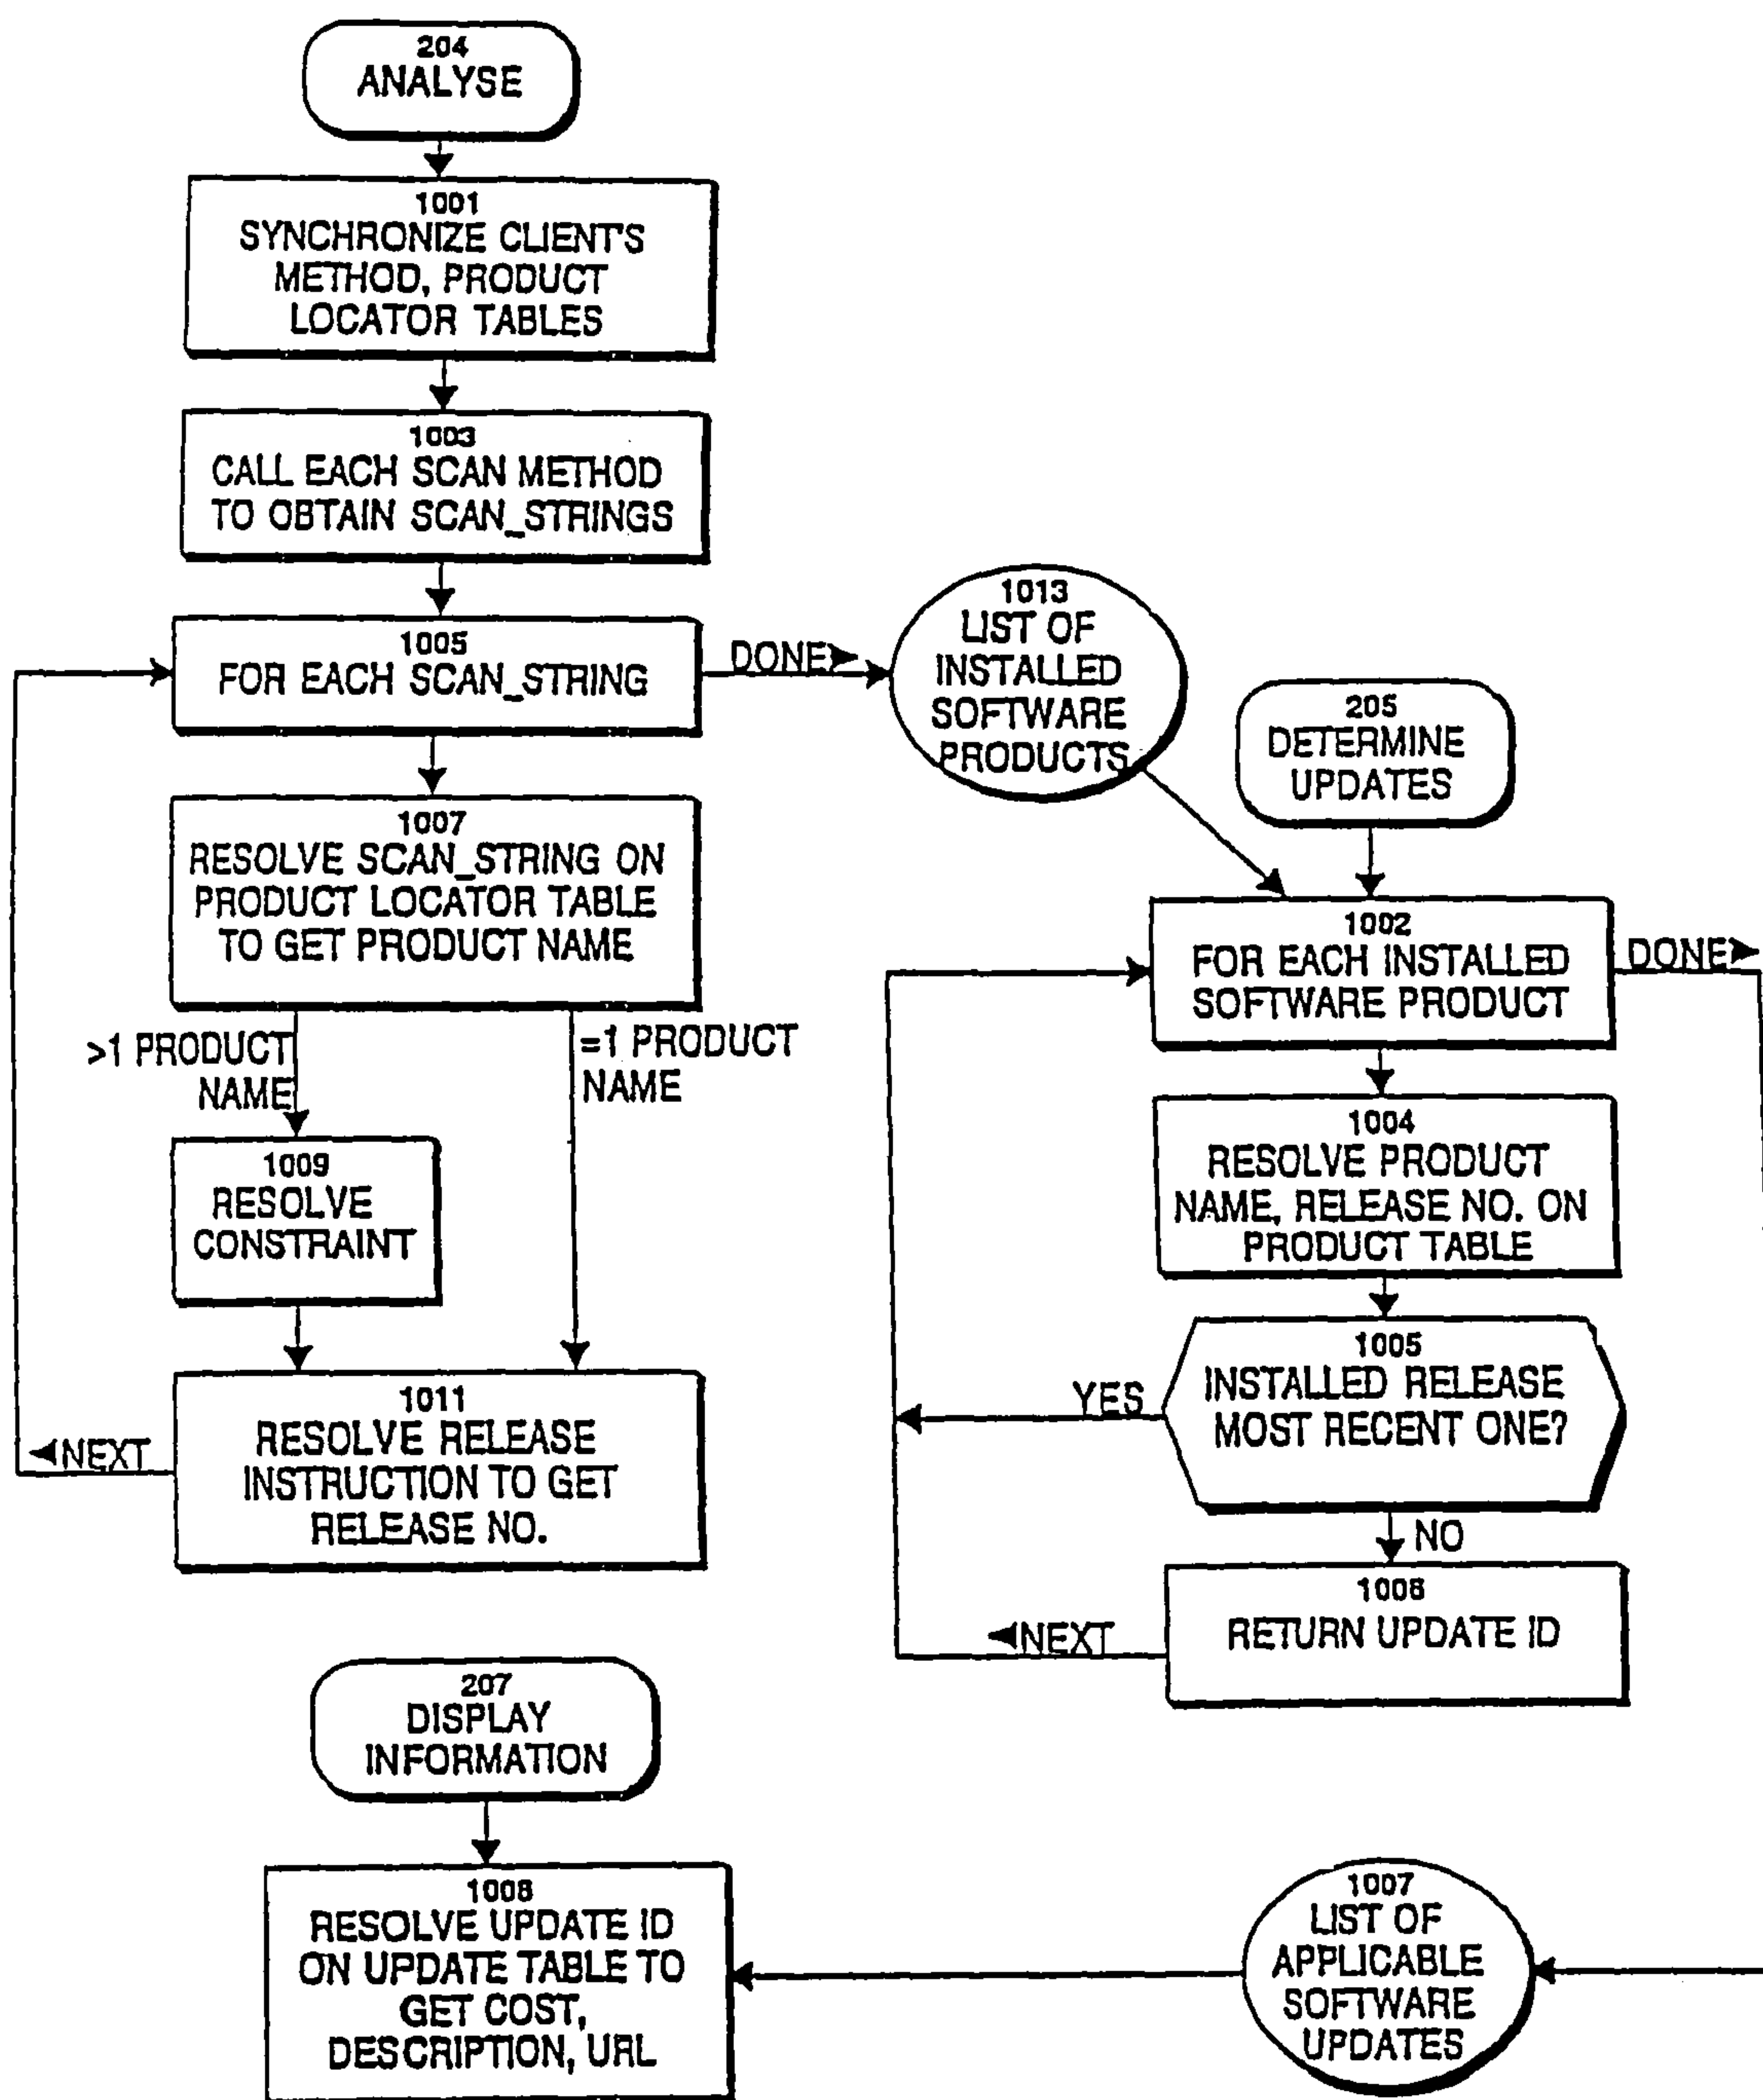 204
ANALYSE
1001
SYNCHRONIZE CLIENT'S
METHOD, PRODUCT
LOCATOR TABLES
1003
CALL EACH SCAN METHOD
TO OBTAIN SCAN_STRINGS
1005
FOR EACH SCAN_STRING
DONE
1013
LIST OF
INSTALLED
SOFTWARE
PRODUCTS
1007
RESOLVE SCAN_STRING ON
PRODUCT LOCATOR TABLE
TO GET PRODUCT NAME
>1 PRODUCT
NAME
=1 PRODUCT
NAME
1009
RESOLVE
CONSTRAINT
1011
RESOLVE RELEASE
INSTRUCTION TO GET
RELEASE NO.
NEXT
205
DETERMINE
UPDATES
1002
FOR EACH INSTALLED
SOFTWARE PRODUCT
DONE
1004
RESOLVE PRODUCT
NAME, RELEASE NO. ON
PRODUCT TABLE
1005
INSTALLED RELEASE
MOST RECENT ONE?
YES
NO
1006
RETURN UPDATE ID
NEXT
207
DISPLAY
INFORMATION
1008
RESOLVE UPDATE ID
ON UPDATE TABLE TO
GET COST,
DESCRIPTION, URL
1007
LIST OF
APPLICABLE
SOFTWARE
UPDATES